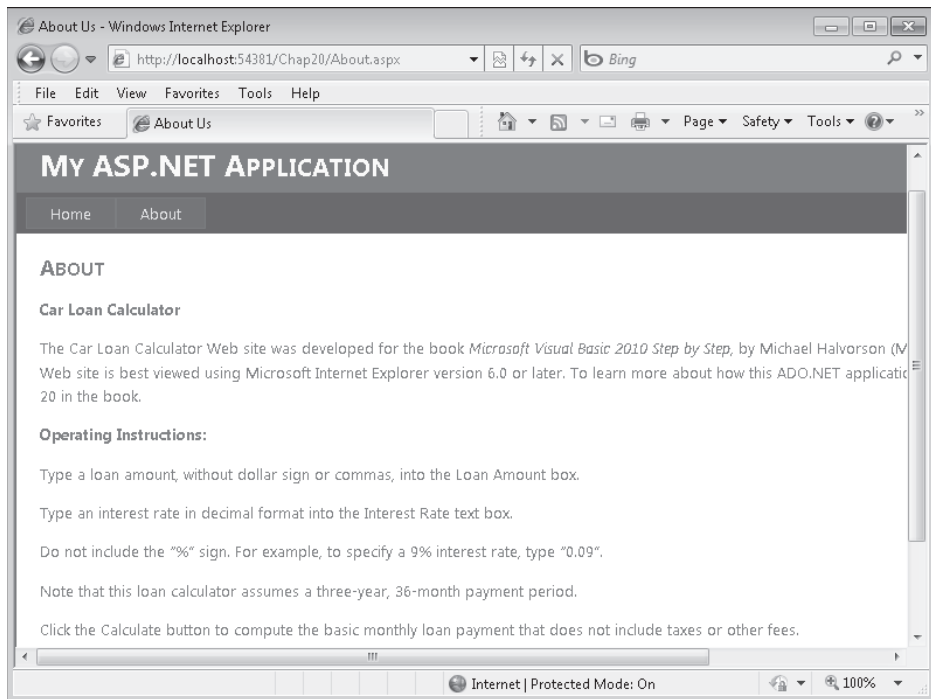 About Us - Windows Internet Explorer
http://localhost:54381/Chap20/About.aspx
Bing
File Edit View Favorites Tools Help
Favorites About Us Page Safety Tools
MY ASP.NET APPLICATION
Home About
ABOUT
Car Loan Calculator
The Car Loan Calculator Web site was developed for the book Microsoft Visual Basic 2010 Step by Step, by Michael Halvorson (M
Web site is best viewed using Microsoft Internet Explorer version 6.0 or later. To learn more about how this ADO.NET applicatio
20 in the book.
Operating Instructions:
Type a loan amount, without dollar sign or commas, into the Loan Amount box.
Type an interest rate in decimal format into the Interest Rate text box.
Do not include the "%" sign. For example, to specify a 9% interest rate, type "0.09".
Note that this loan calculator assumes a three-year, 36-month payment period.
Click the Calculate button to compute the basic monthly loan payment that does not include taxes or other fees.
Internet | Protected Mode: On 100%